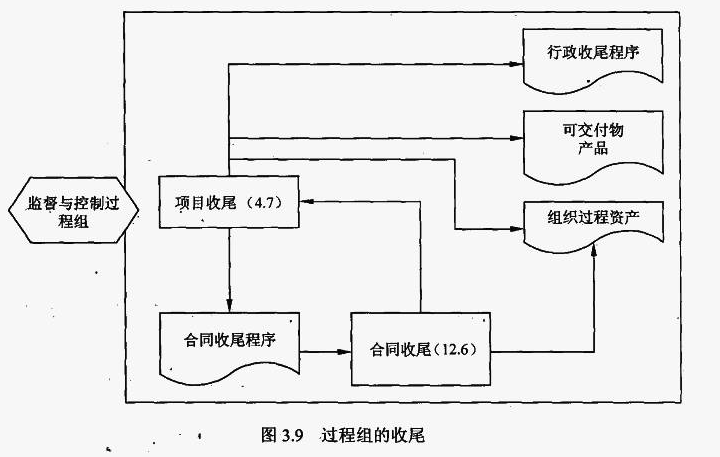 行政收尾程序
可交付物
产品
监督与控制过
程组
项目收尾（4.7）
组织过程资产
合同收尾程序
合同收尾（12.6）
图 3.9 过程组的收尾